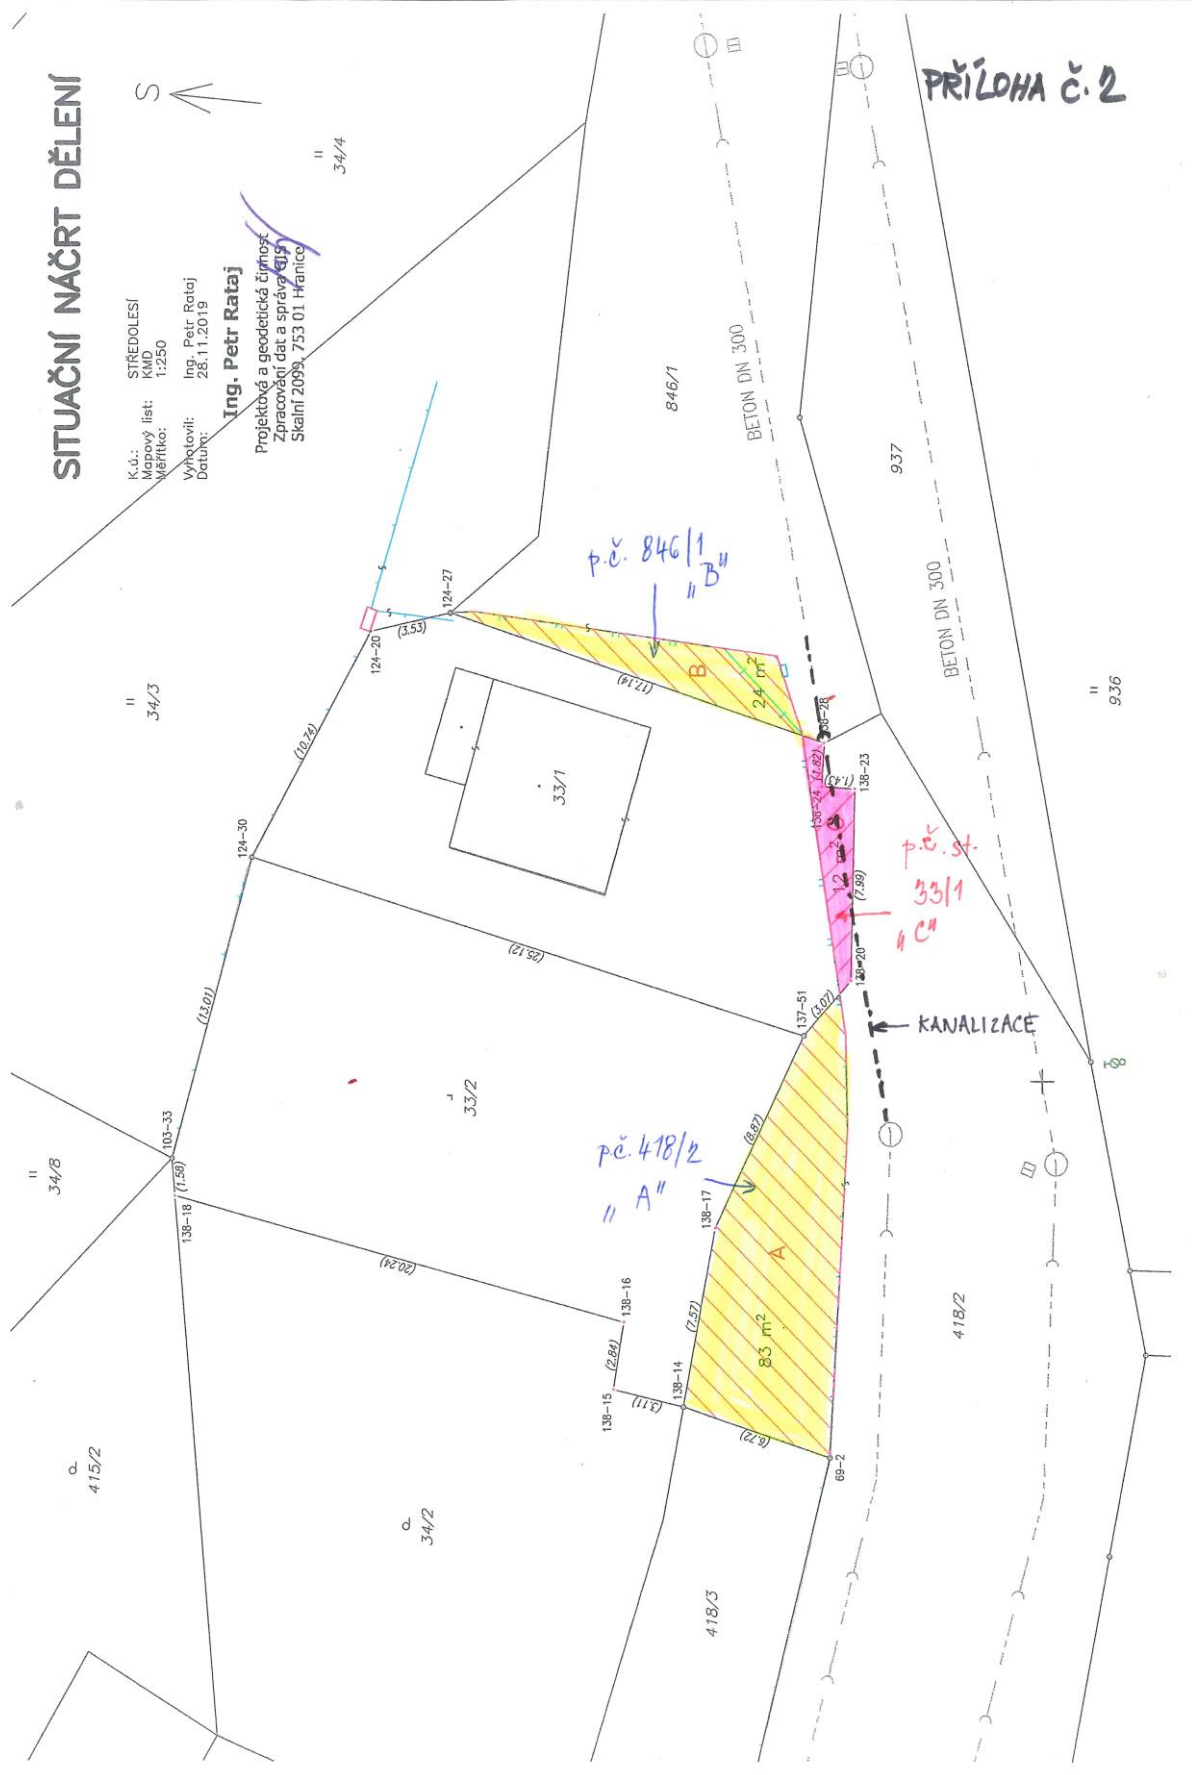 PŘÍLOHA Č. 2
SITUAČNÍ NÁČRT DĚLENÍ
K.ú.: STŘEDOLESÍ
Mapový list: KMD
Měřítko: 1:250
Vyhotovil: Ing. Petr Rataj
Datum: 28.11.2019
Ing. Petr Rataj
Projektová a geodetická činnost
Zpracování dat a správa GIS
Skalní 2099, 753 01 Hranice
S
34/4
34/3
34/8
415/2
34/2
418/3
418/2
33/2
33/1
846/1
937
936
BETON DN 300
BETON DN 300
124-27
124-20
(3.53)
(10.74)
124-30
(13.01)
103-33
(1.58)
138-18
(20.24)
138-16
(2.84)
138-15
(3.11)
138-14
(7.57)
138-17
(8.87)
137-51
(3.07)
(25.12)
(6.72)
69-2
(17.14)
138-28
(1.82)
138-24
(1.43)
138-23
(7.99)
138-20
A
83 m²
B
24 m²
12 m²
p.č. 846/1
"B"
p.č. st.
33/1
"C"
KANALIZACE
p.č. 418/2
"A"